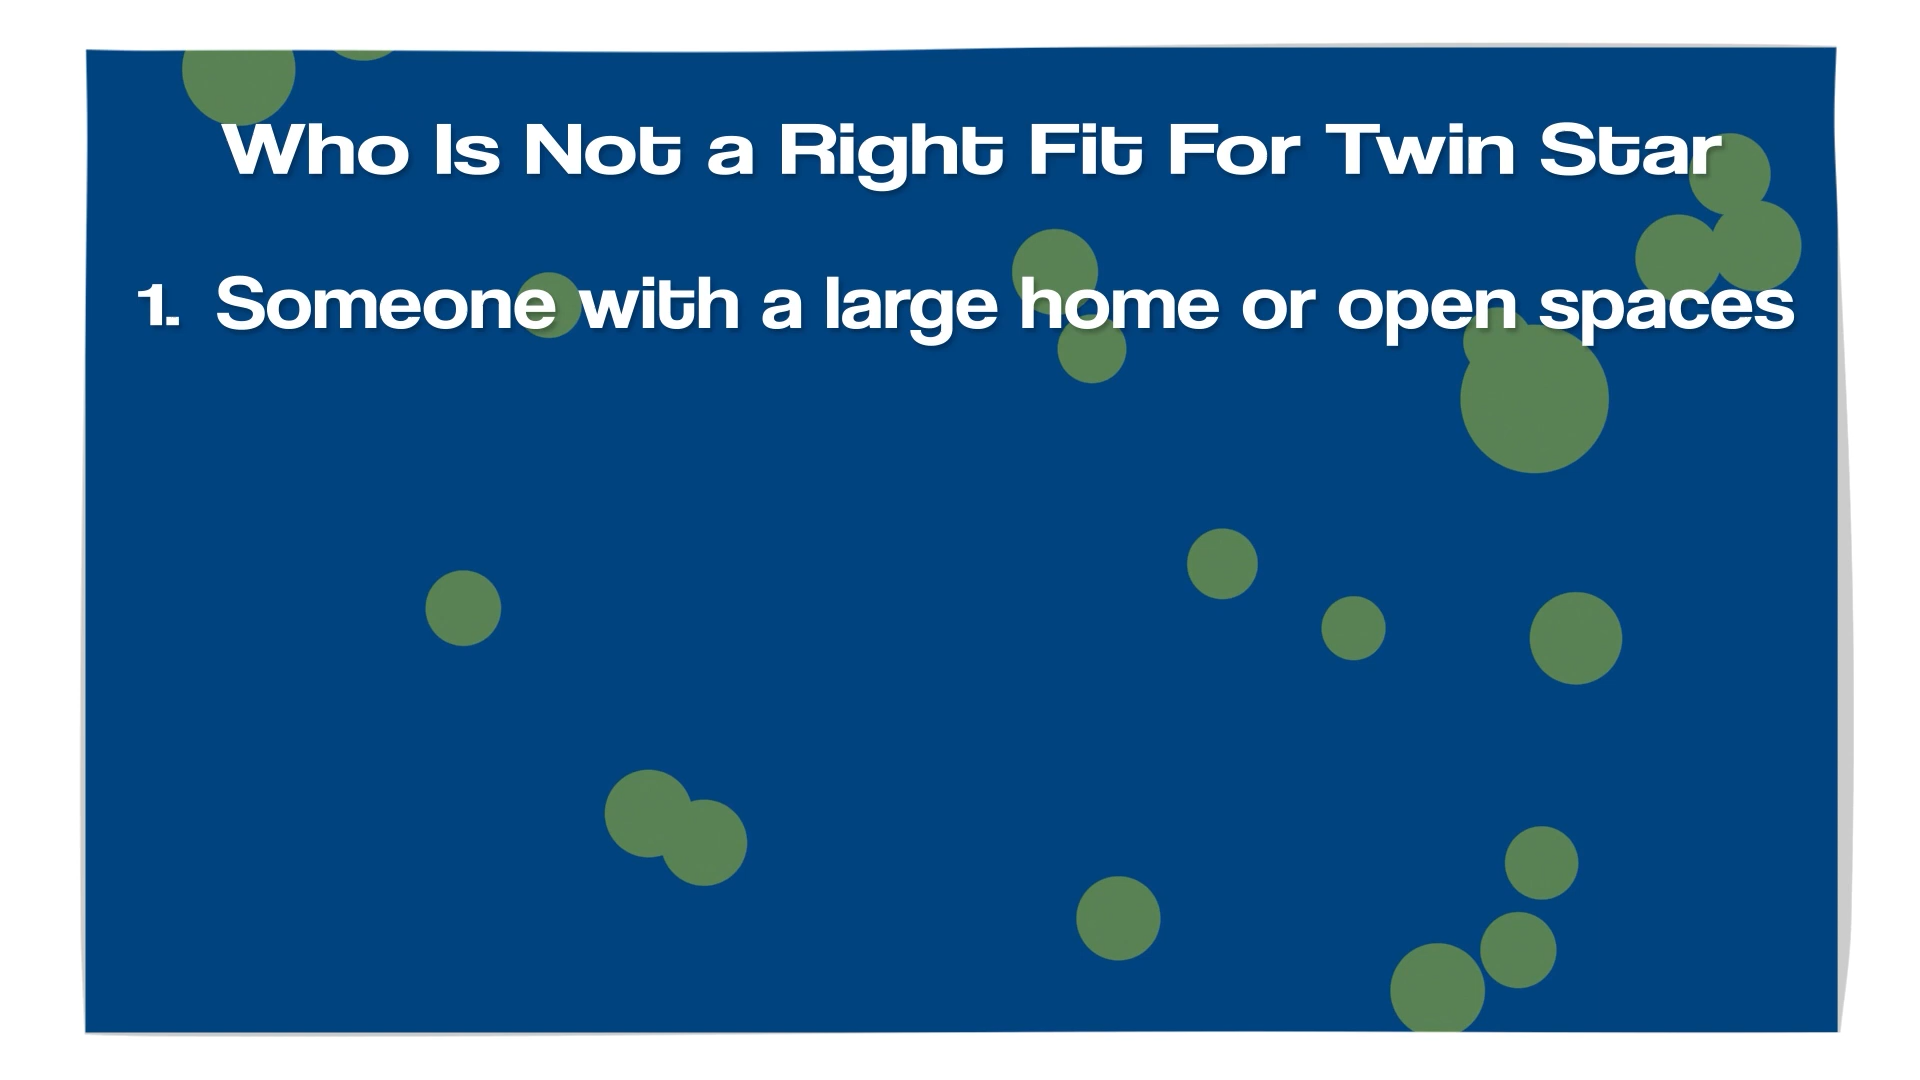 Who Is Not a Right Fit For Twin Star
1. Someone with a large home or open spaces